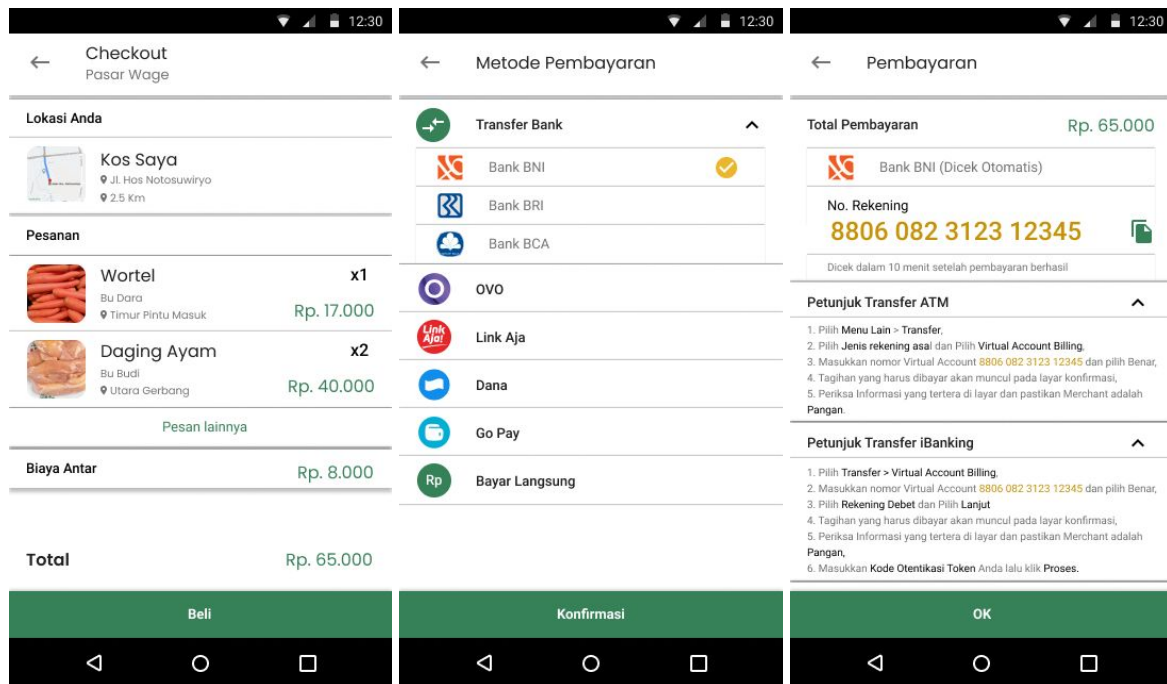 12:30
Checkout
Pasar Wage
Lokasi Anda
Kos Saya
Jl. Hos Notosuwiryo
2.5 Km
Pesanan
Wortel x1
Bu Dara
Timur Pintu Masuk Rp. 17.000
Daging Ayam x2
Bu Budi
Utara Gerbang Rp. 40.000
Pesan lainnya
Biaya Antar Rp. 8.000
Total Rp. 65.000
Beli
12:30
Metode Pembayaran
Transfer Bank
Bank BNI
Bank BRI
Bank BCA
OVO
Link Aja!
Link Aja
Dana
Go Pay
Rp Bayar Langsung
Konfirmasi
12:30
Pembayaran
Total Pembayaran Rp. 65.000
Bank BNI (Dicek Otomatis)
No. Rekening
8806 082 3123 12345
Dicek dalam 10 menit setelah pembayaran berhasil
Petunjuk Transfer ATM
1. Pilih Menu Lain > Transfer,
2. Pilih Jenis rekening asal dan Pilih Virtual Account Billing,
3. Masukkan nomor Virtual Account 8806 082 3123 12345 dan pilih Benar,
4. Tagihan yang harus dibayar akan muncul pada layar konfirmasi,
5. Periksa Informasi yang tertera di layar dan pastikan Merchant adalah
Pangan.
Petunjuk Transfer iBanking
1. Pilih Transfer > Virtual Account Billing,
2. Masukkan nomor Virtual Account 8806 082 3123 12345 dan pilih Benar,
3. Pilih Rekening Debet dan Pilih Lanjut
4. Tagihan yang harus dibayar akan muncul pada layar konfirmasi,
5. Periksa Informasi yang tertera di layar dan pastikan Merchant adalah
Pangan,
6. Masukkan Kode Otentikasi Token Anda lalu klik Proses.
OK